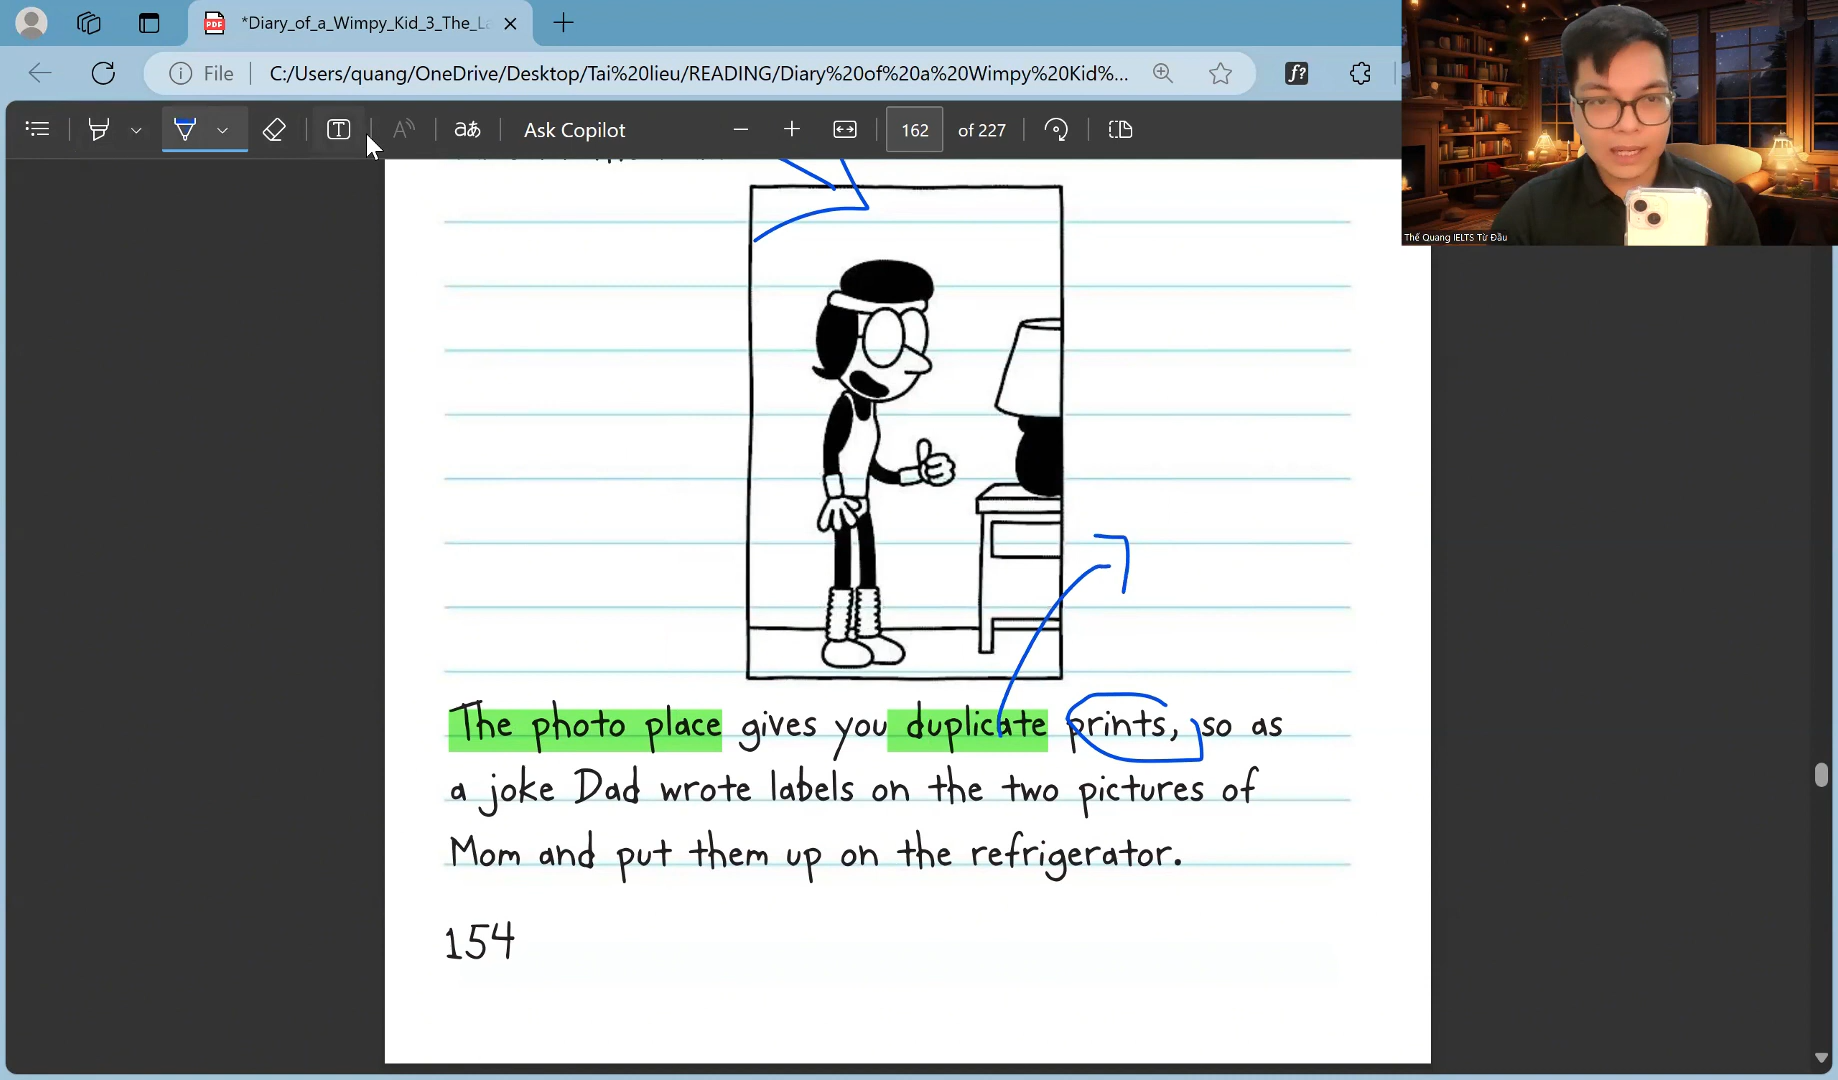 *Diary_of_a_Wimpy_Kid_3_The_La
File
C:/Users/quang/OneDrive/Desktop/Tai%20lieu/READING/Diary%20of%20a%20Wimpy%20Kid%...
Ask Copilot
162 of 227
Thế Quang IELTS Từ Đầu
The photo place gives you duplicate prints, so as
a joke Dad wrote labels on the two pictures of
Mom and put them up on the refrigerator.
154